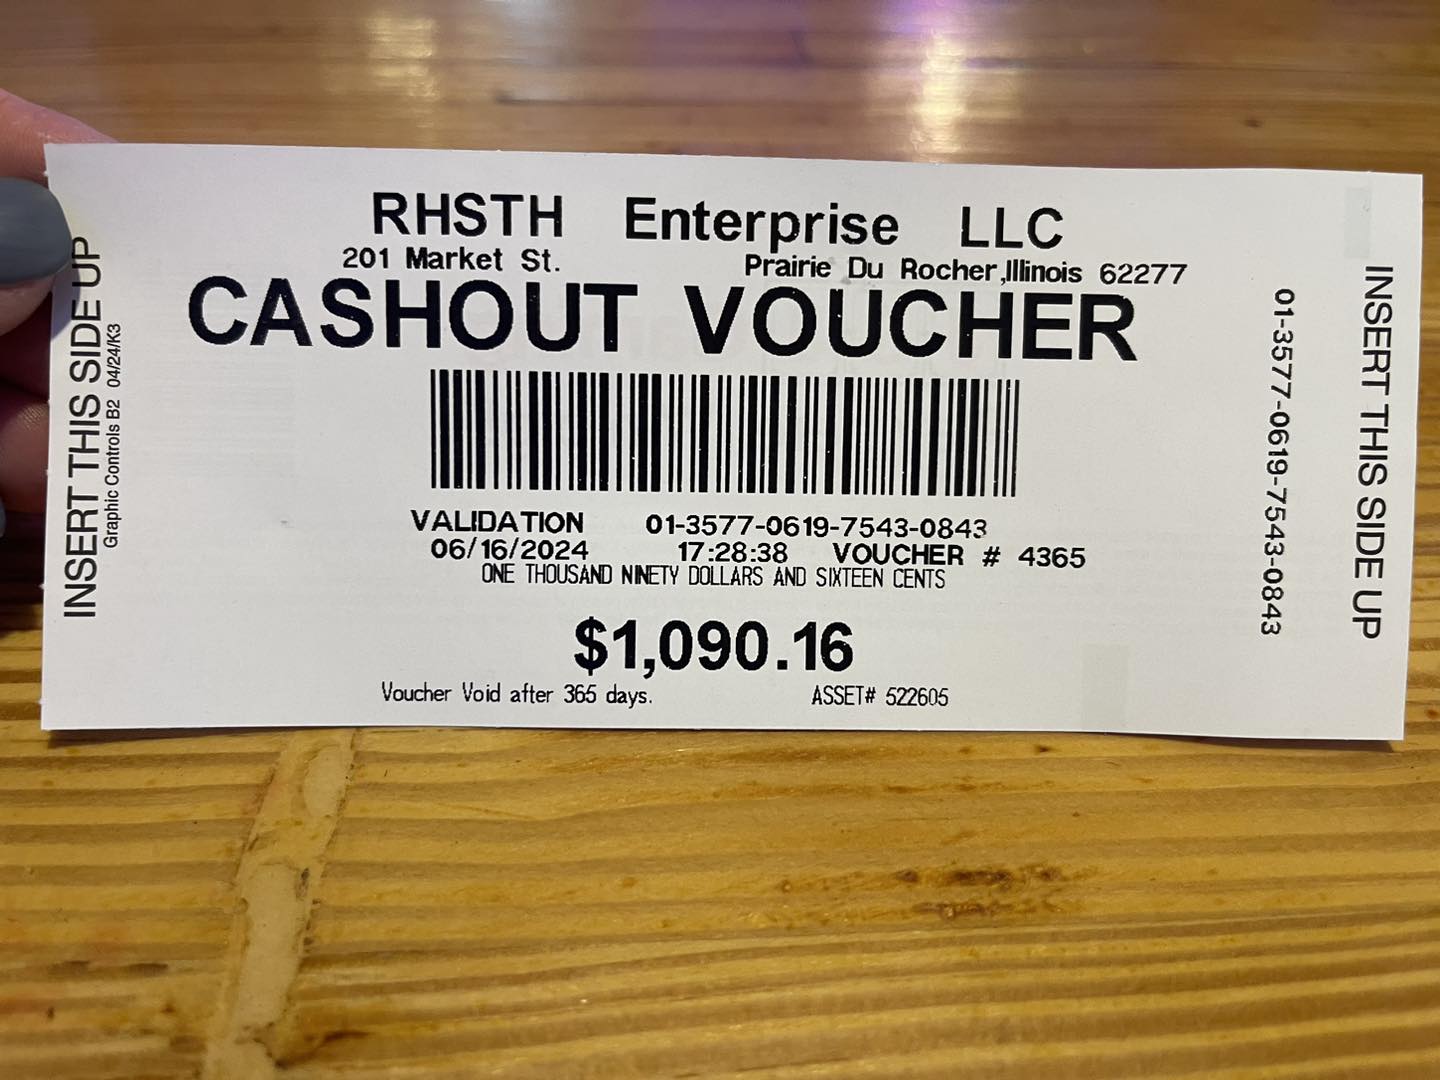 RHSTH Enterprise LLC
201 Market St. Prairie Du Rocher,Illinois 62277
CASHOUT VOUCHER
VALIDATION 01-3577-0619-7543-0843
06/16/2024 17:28:38 VOUCHER # 4365
ONE THOUSAND NINETY DOLLARS AND SIXTEEN CENTS
$1,090.16
Voucher Void after 365 days. ASSET# 522605
INSERT THIS SIDE UP
Graphic Controls B2 04/24/K3
01-3577-0619-7543-0843
INSERT THIS SIDE UP